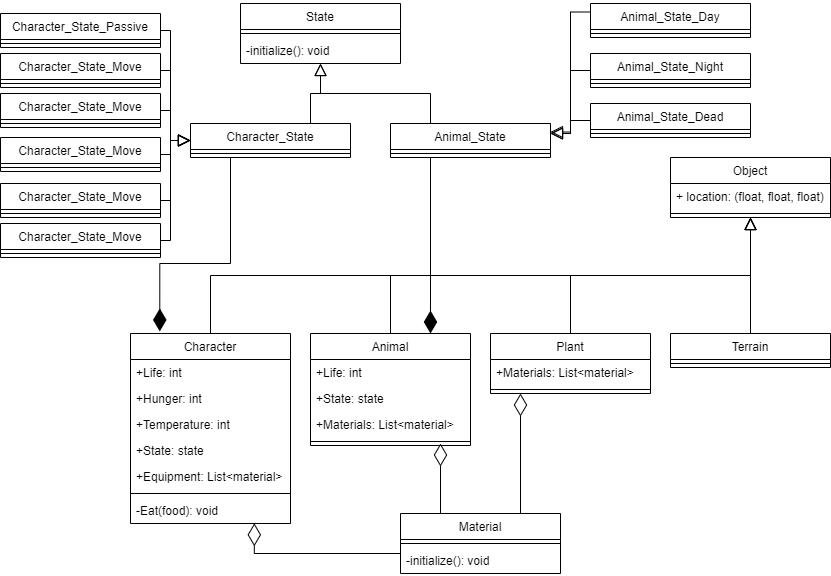 State
-initialize(): void
Character_State_Passive
Character_State_Move
Character_State_Move
Character_State_Move
Character_State_Move
Character_State_Move
Animal_State_Day
Animal_State_Night
Animal_State_Dead
Character_State
Animal_State
Object
+ location: (float, float, float)
Character
+Life: int
+Hunger: int
+Temperature: int
+State: state
+Equipment: List<material>
-Eat(food): void
Animal
+Life: int
+State: state
+Materials: List<material>
Plant
+Materials: List<material>
Terrain
Material
-initialize(): void